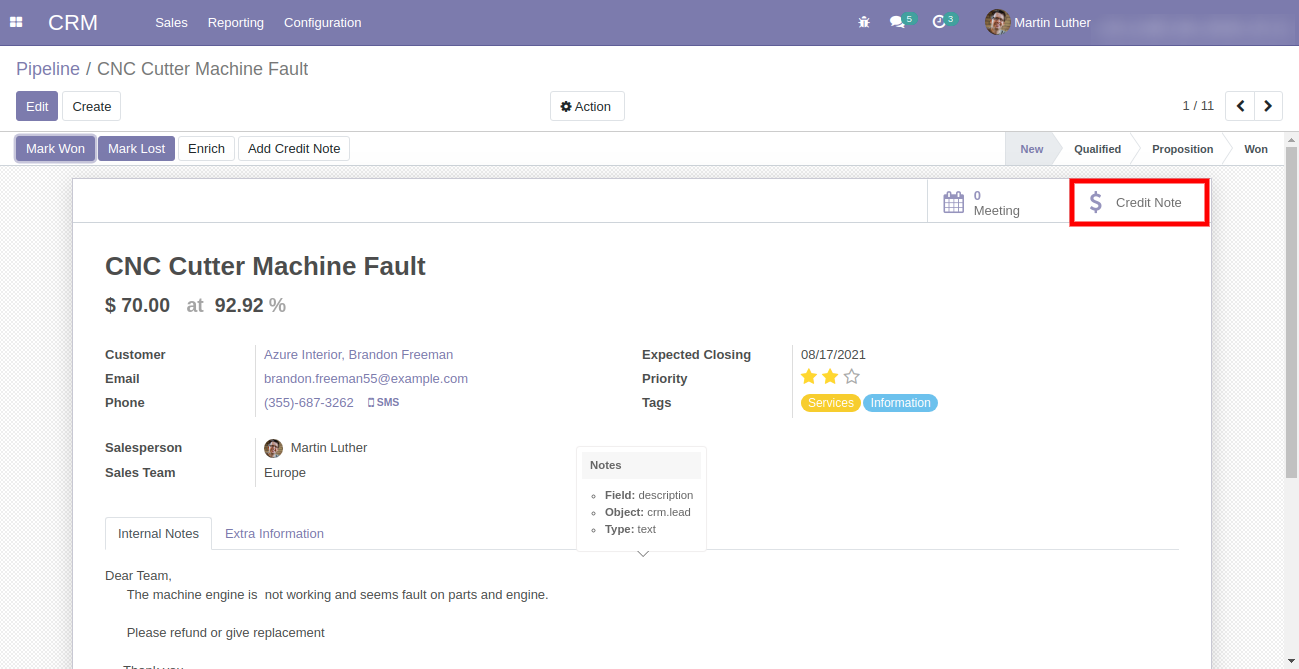 CRM Sales Reporting Configuration 5 3 Martin Luther
Pipeline / CNC Cutter Machine Fault
Edit Create Action 1 / 11
Mark Won Mark Lost Enrich Add Credit Note New Qualified Proposition Won
0
Meeting
$ Credit Note
CNC Cutter Machine Fault
$ 70.00 at 92.92 %
Customer Azure Interior, Brandon Freeman
Email brandon.freeman55@example.com
Phone (355)-687-3262 SMS
Expected Closing 08/17/2021
Priority
Tags Services Information
Salesperson Martin Luther
Sales Team Europe
Notes
Field: description
Object: crm.lead
Type: text
Internal Notes Extra Information
Dear Team,
The machine engine is  not working and seems fault on parts and engine.
Please refund or give replacement
Thank you